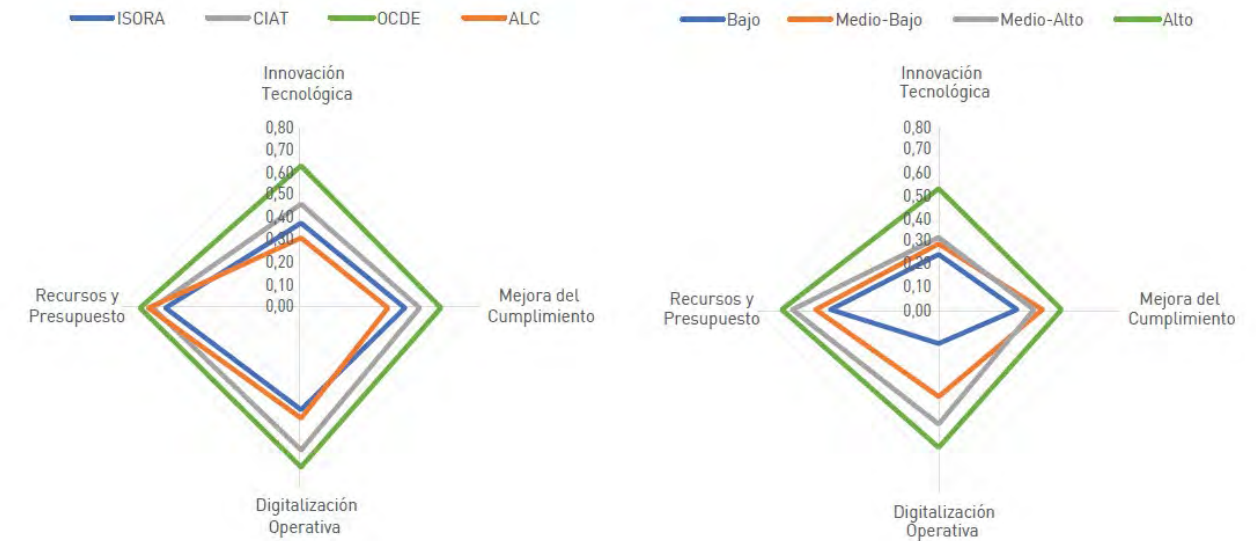 ISORA CIAT OCDE ALC
Innovación
Tecnológica
0,80
0,70
0,60
0,50
0,40
0,30
0,20
0,10
0,00
Recursos y
Presupuesto
Mejora del
Cumplimiento
Digitalización
Operativa
Bajo Medio-Bajo Medio-Alto Alto
Innovación
Tecnológica
0,80
0,70
0,60
0,50
0,40
0,30
0,20
0,10
0,00
Recursos y
Presupuesto
Mejora del
Cumplimiento
Digitalización
Operativa